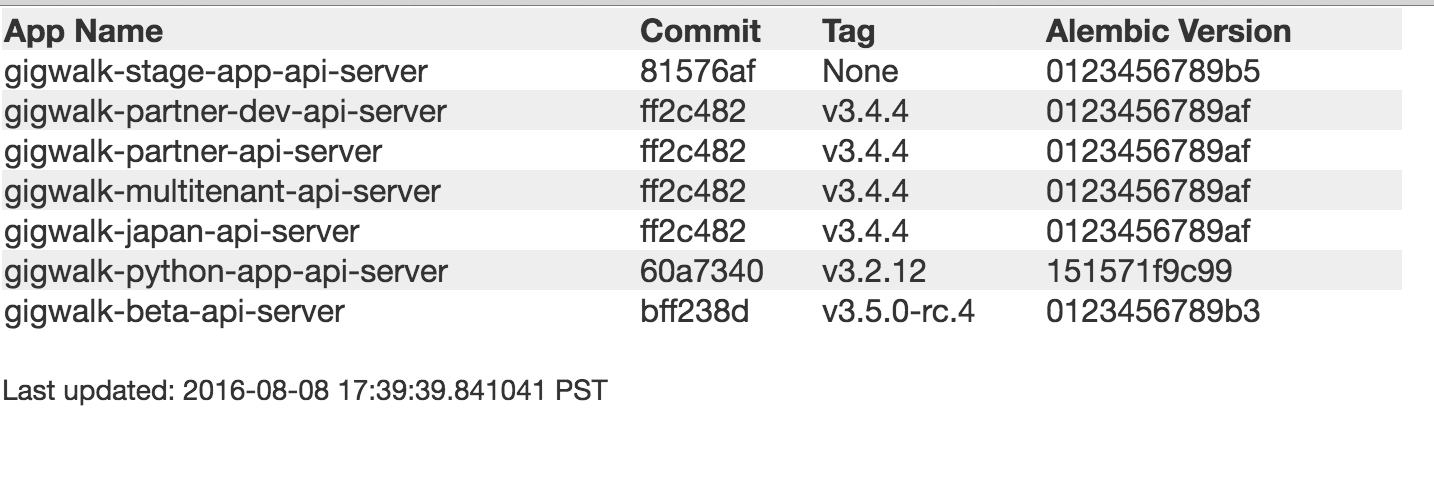 App Name Commit Tag Alembic Version
gigwalk-stage-app-api-server 81576af None 0123456789b5
gigwalk-partner-dev-api-server ff2c482 v3.4.4 0123456789af
gigwalk-partner-api-server ff2c482 v3.4.4 0123456789af
gigwalk-multitenant-api-server ff2c482 v3.4.4 0123456789af
gigwalk-japan-api-server ff2c482 v3.4.4 0123456789af
gigwalk-python-app-api-server 60a7340 v3.2.12 151571f9c99
gigwalk-beta-api-server bff238d v3.5.0-rc.4 0123456789b3
Last updated: 2016-08-08 17:39:39.841041 PST